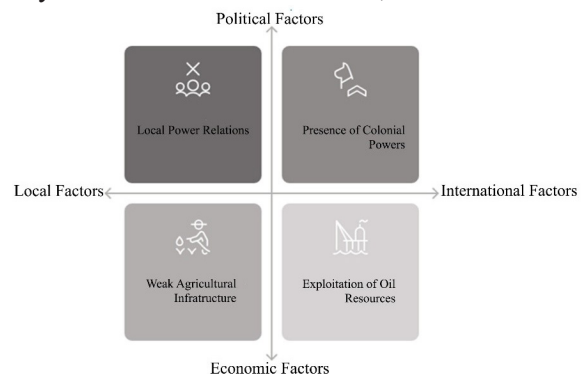 Political Factors
Local Power Relations
Presence of Colonial
Powers
Local Factors
International Factors
Weak Agricultural
Infratructure
Exploitation of Oil
Resources
Economic Factors